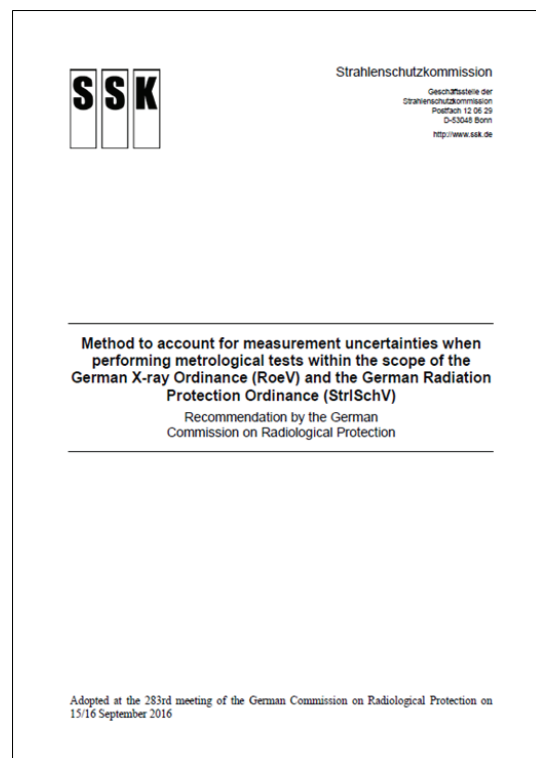 SSK
Strahlenschutzkommission
Geschäftsstelle der
Strahlenschutzkommission
Postfach 12 06 29
D-53048 Bonn
http://www.ssk.de
Method to account for measurement uncertainties when
performing metrological tests within the scope of the
German X-ray Ordinance (RoeV) and the German Radiation
Protection Ordinance (StrlSchV)
Recommendation by the German
Commission on Radiological Protection
Adopted at the 283rd meeting of the German Commission on Radiological Protection on
15/16 September 2016